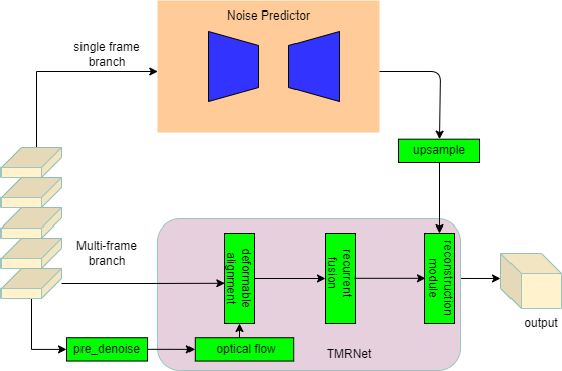 Noise Predictor
single frame
branch
upsample
Multi-frame
branch
deformable
alignment
recurrent
fusion
reconstruction
module
pre_denoise
optical flow
TMRNet
output